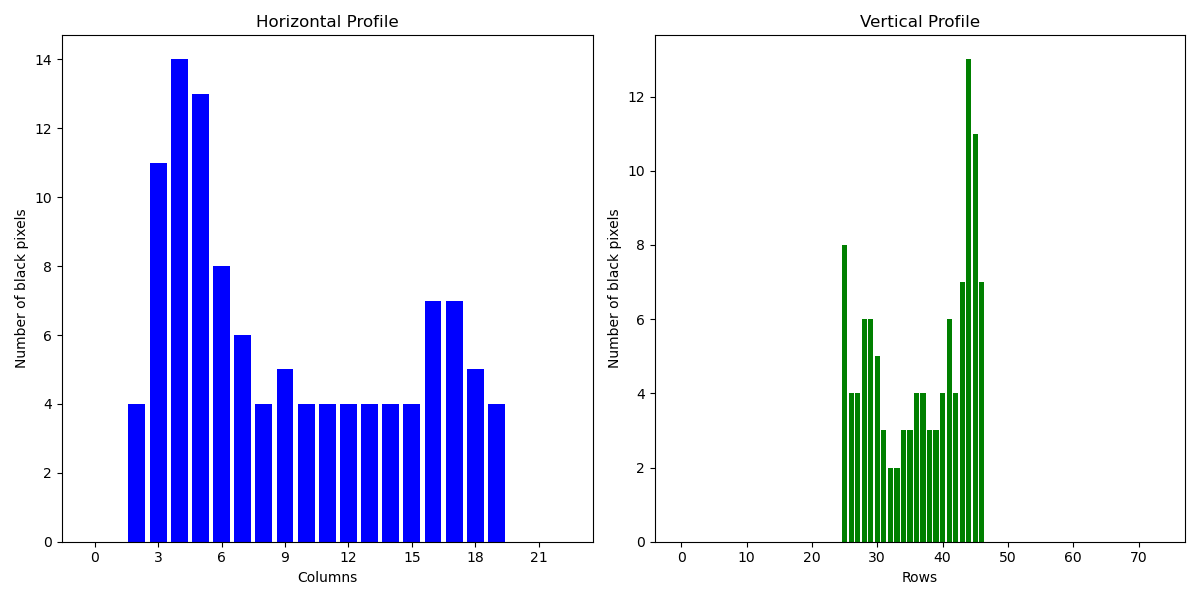 Horizontal Profile
Number of black pixels
14
12
10
8
6
4
2
0
0 3 6 9 12 15 18 21
Columns
Vertical Profile
Number of black pixels
12
10
8
6
4
2
0
0 10 20 30 40 50 60 70
Rows